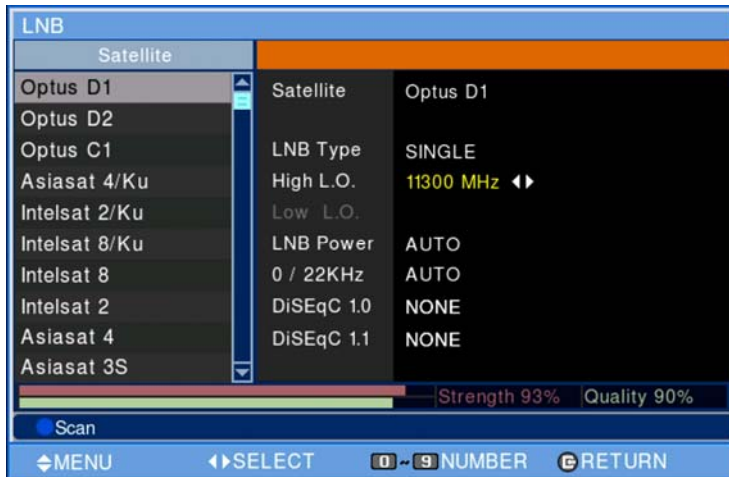 LNB
Satellite
Optus D1
Optus D2
Optus C1
Asiasat 4/Ku
Intelsat 2/Ku
Intelsat 8/Ku
Intelsat 8
Intelsat 2
Asiasat 4
Asiasat 3S
Satellite Optus D1
LNB Type SINGLE
High L.O. 11300 MHz
Low L.O.
LNB Power AUTO
0 / 22KHz AUTO
DiSEqC 1.0 NONE
DiSEqC 1.1 NONE
Strength 93% Quality 90%
Scan
MENU SELECT 0 ~ 9 NUMBER RETURN